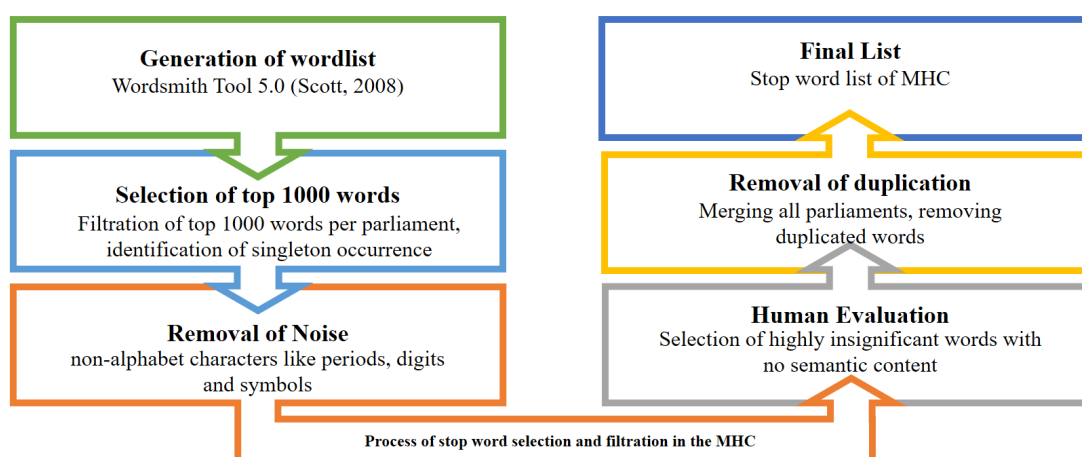 Generation of wordlist
Wordsmith Tool 5.0 (Scott, 2008)
Selection of top 1000 words
Filtration of top 1000 words per parliament,
identification of singleton occurrence
Removal of Noise
non-alphabet characters like periods, digits
and symbols
Human Evaluation
Selection of highly insignificant words with
no semantic content
Removal of duplication
Merging all parliaments, removing
duplicated words
Final List
Stop word list of MHC
Process of stop word selection and filtration in the MHC